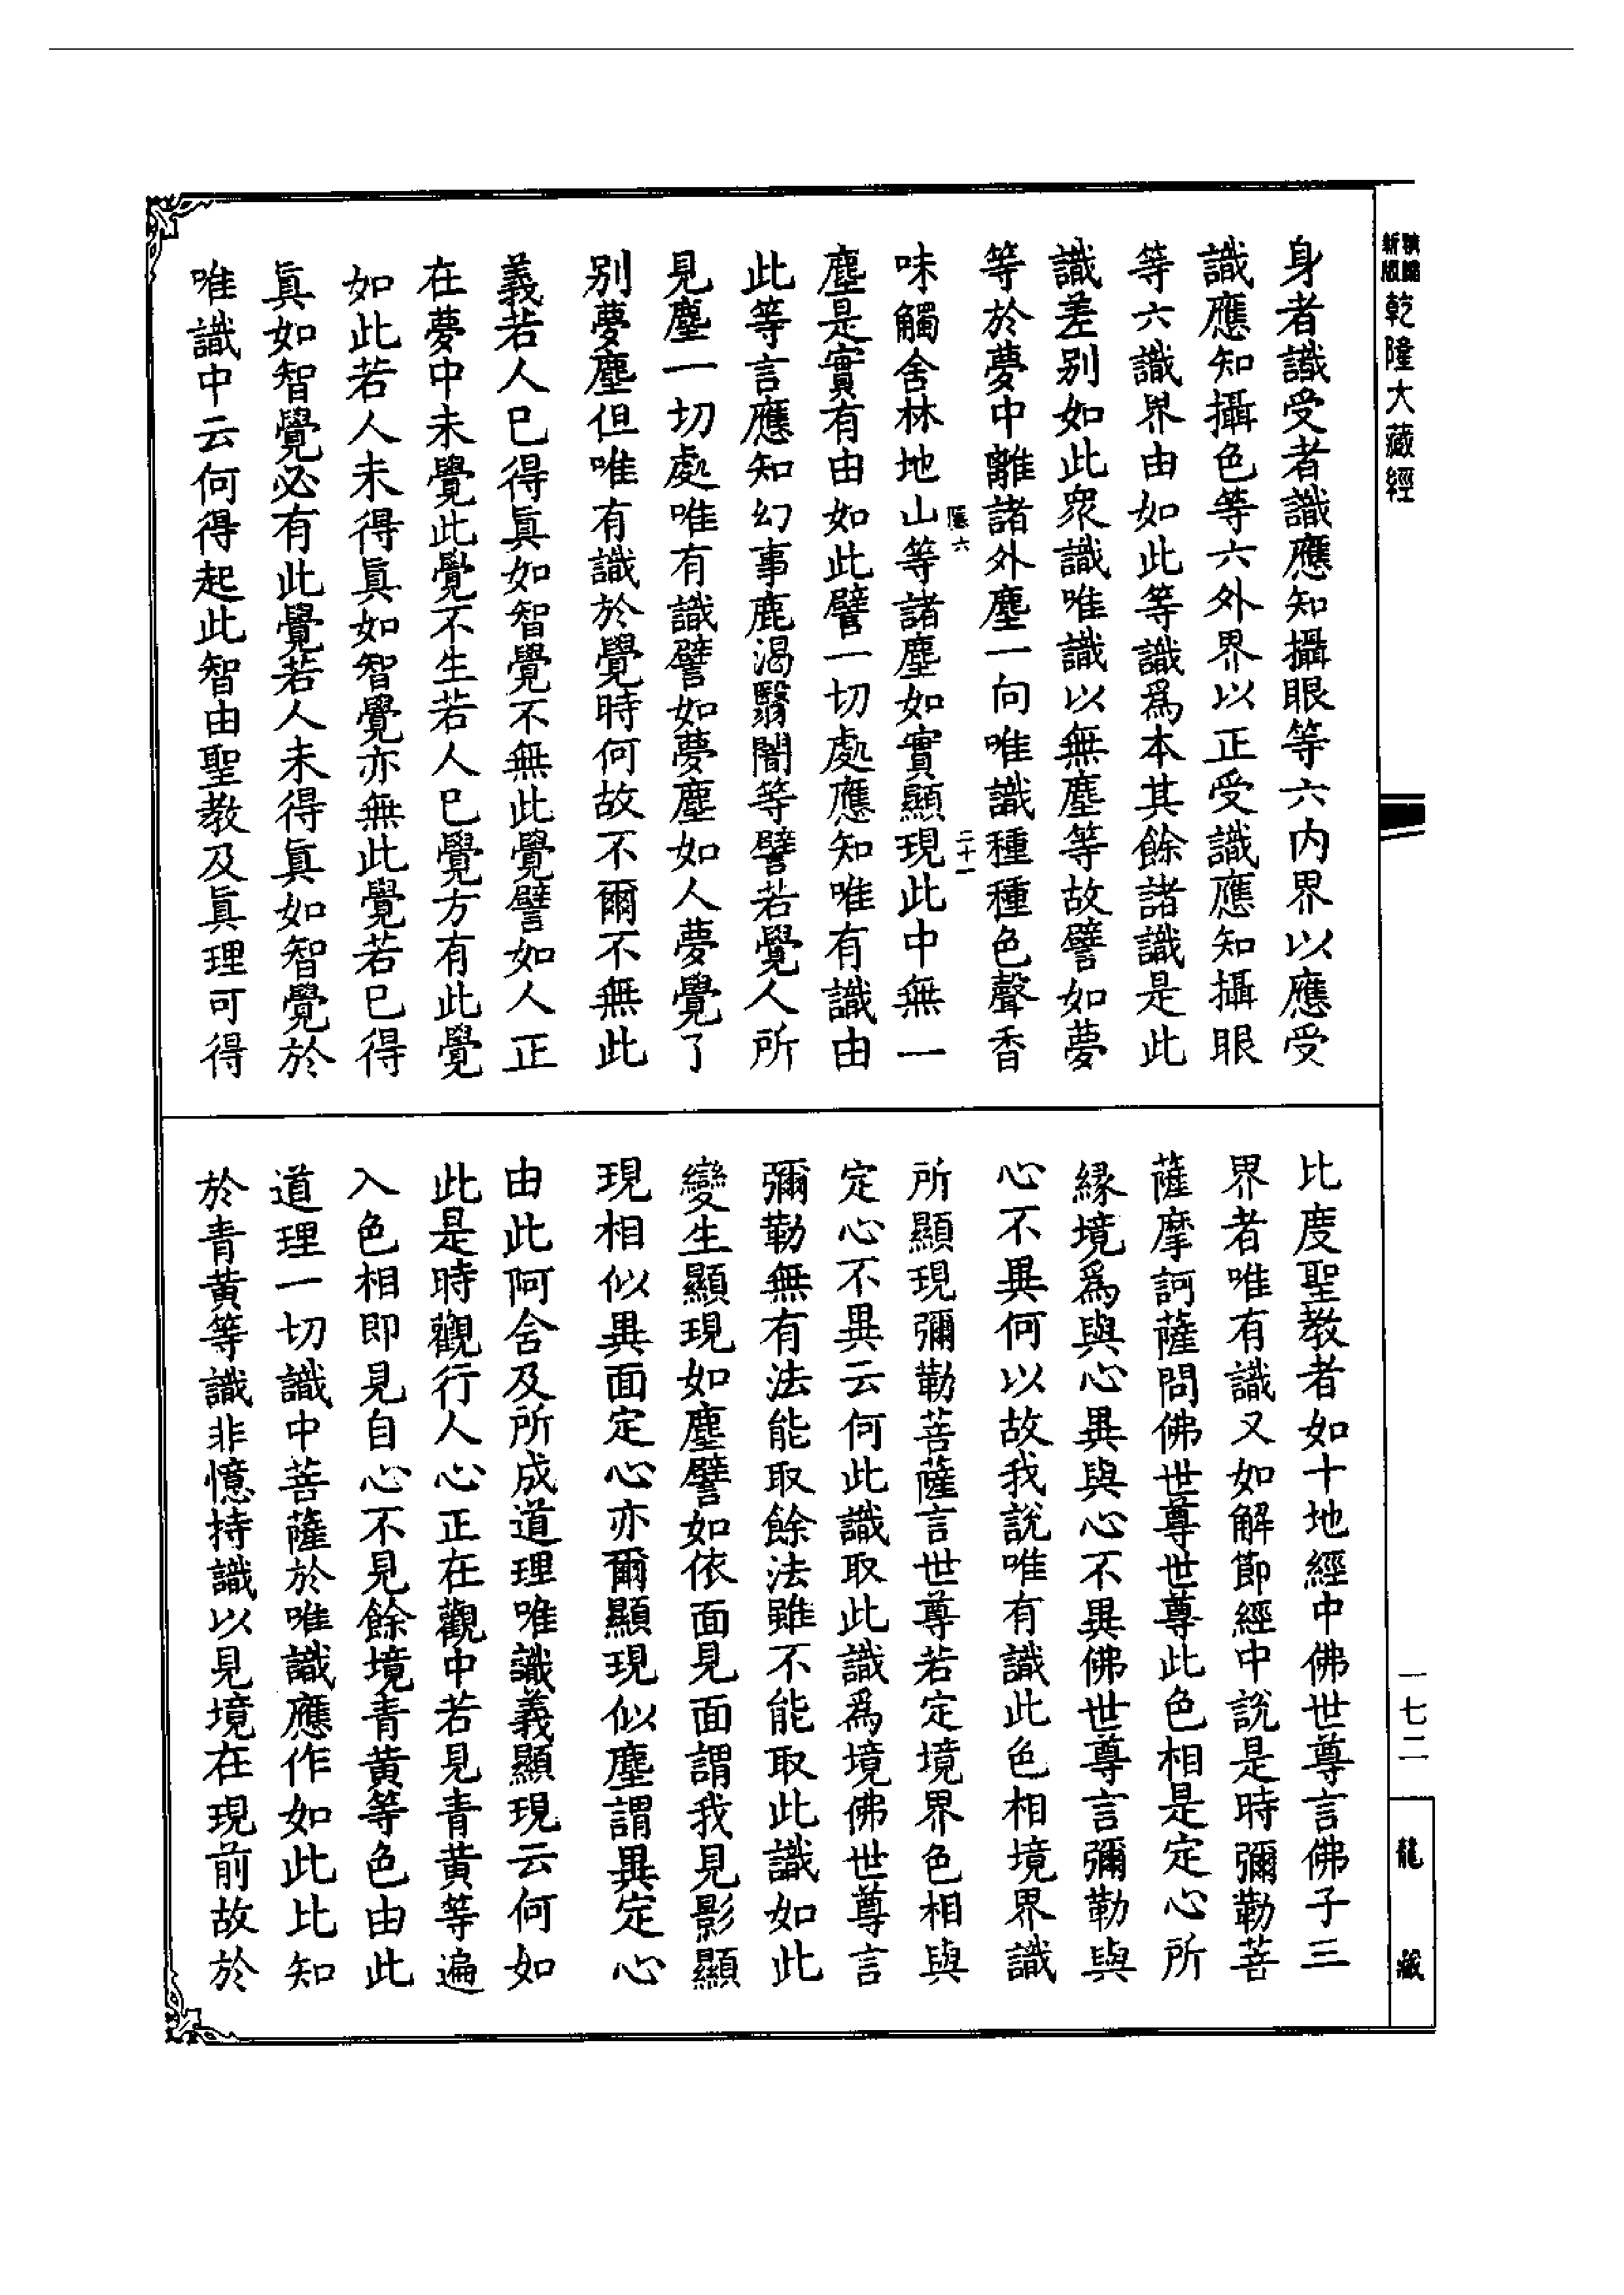 新版
乾隆大藏經
身者識受者識應知攝眼等六内界以應受
識應知攝色等六外界以正受識應知攝眼
等六識界由如此等識爲本其餘諸識是此
識差别如此衆識唯識以無塵等故譬如夢
等於夢中離諸外塵一向唯識種種色聲香
六
二十一
味觸舍林地山等諸塵如實顯現此中無一
塵是實有由如此譬一切處應知唯有識由
此等言應知幻事鹿渴翳闇等譬若覺人所
見塵一切處唯有識譬如夢塵如人夢覺了
别夢塵但唯有識於覺時何故不爾不無此
義若人已得眞如智覺不無此覺譬如人正
在夢中未覺此覺不生若人已覺方有此覺
如此若人未得眞如智覺亦無此覺若已得
眞如智覺必有此覺若人未得眞如智覺於
唯識中云何得起此智由聖教及眞理可得
比度聖教者如十地經中佛世尊言佛子三
界者唯有識又如解節經中說是時彌勒菩
薩摩訶薩問佛世尊世尊此色相是定心所
緣境爲與心異與心不異佛世尊言彌勒與
心不異何以故我說唯有識此色相境界識
所顯現彌勒菩薩言世尊若定境界色相與
定心不異云何此識取此識爲境佛世尊言
彌勒無有法能取餘法雖不能取此識如此
變生顯現如塵譬如依面見面謂我見影顯
現相似異面定心亦爾顯現似塵謂異定心
由此阿含及所成道理唯識義顯現云何如
此是時觀行人心正在觀中若見青黄等遍
入色相即見自心不見餘境青黄等色由此
道理一切識中菩薩於唯識應作如此比知
於青黄等識非憶持識以見境在現前故於
一七二
龍藏